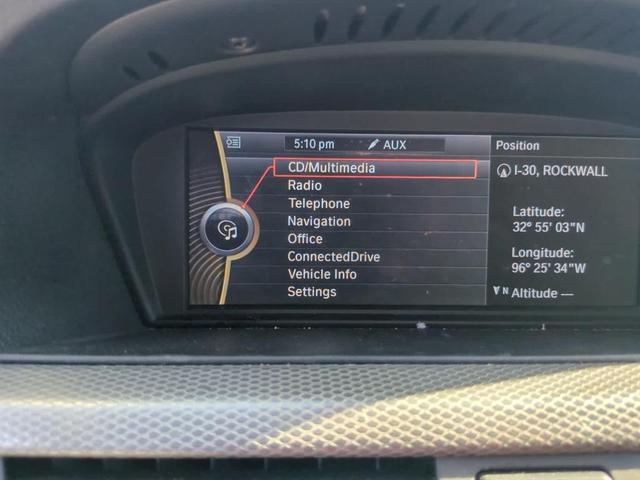 5:10 pm AUX
CD/Multimedia
Radio
Telephone
Navigation
Office
ConnectedDrive
Vehicle Info
Settings
Position
I-30, ROCKWALL
Latitude:
32° 55' 03"N
Longitude:
96° 25' 34"W
N Altitude —